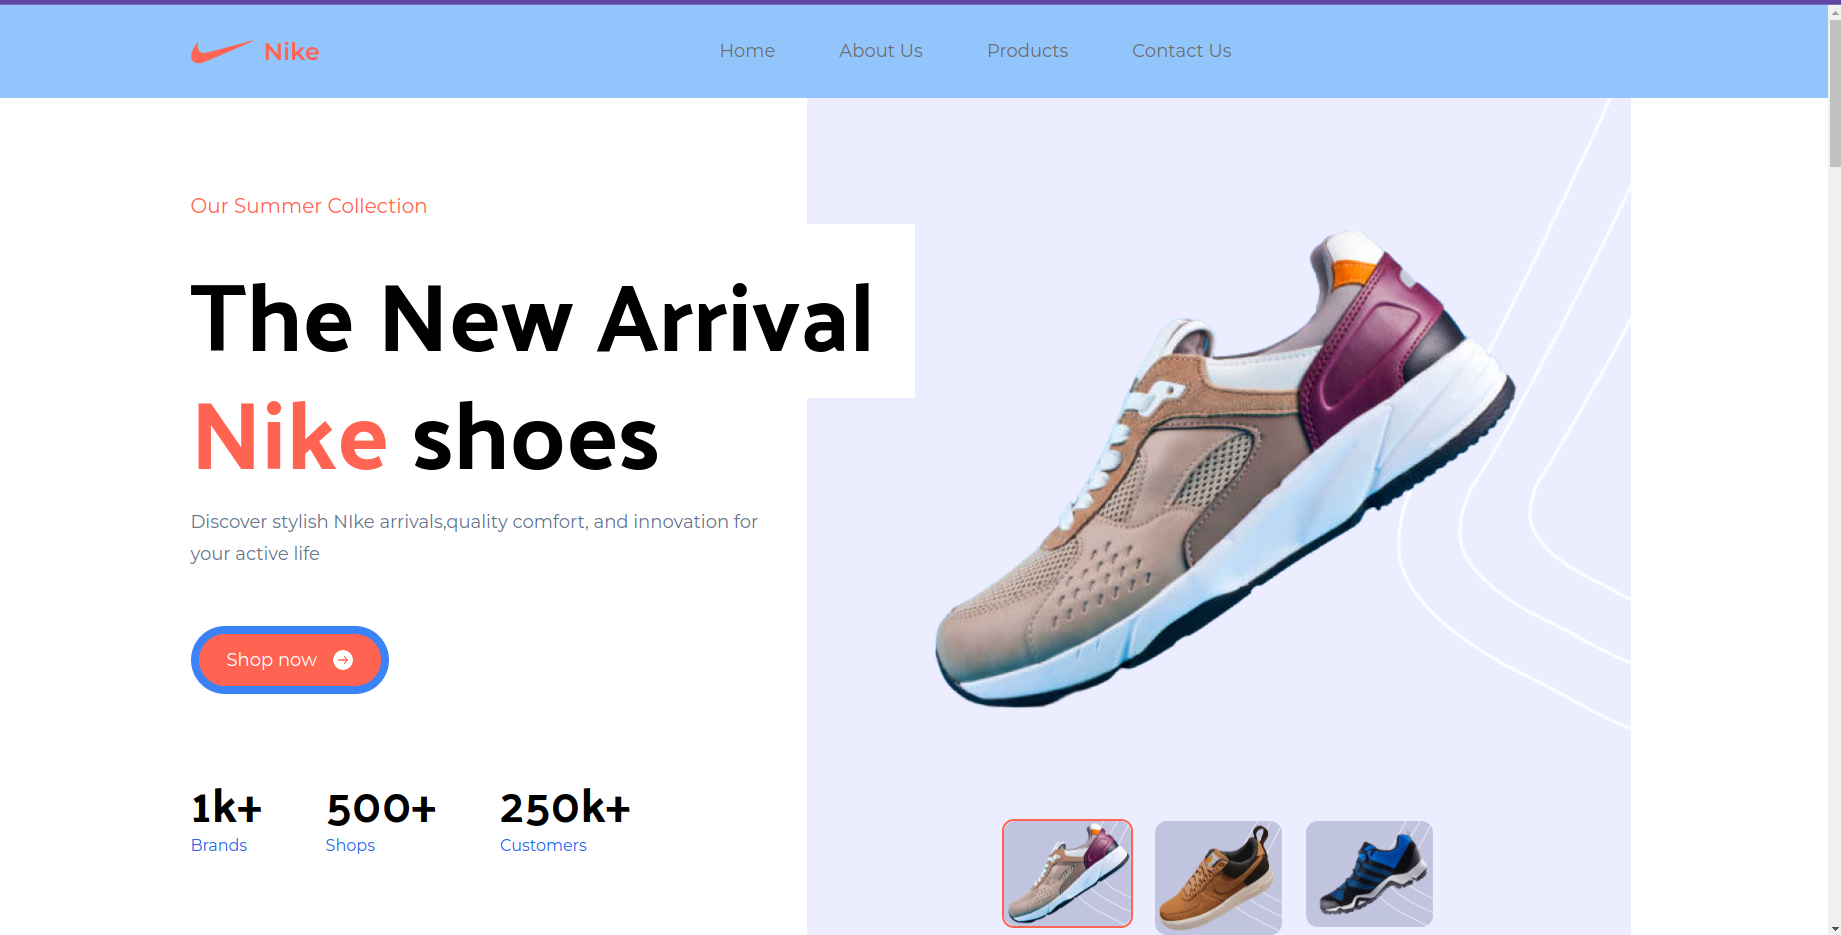 Nike
Home About Us Products Contact Us
Our Summer Collection
The New Arrival
Nike shoes
Discover stylish NIke arrivals,quality comfort, and innovation for
your active life
Shop now
1k+ 500+ 250k+
Brands Shops Customers